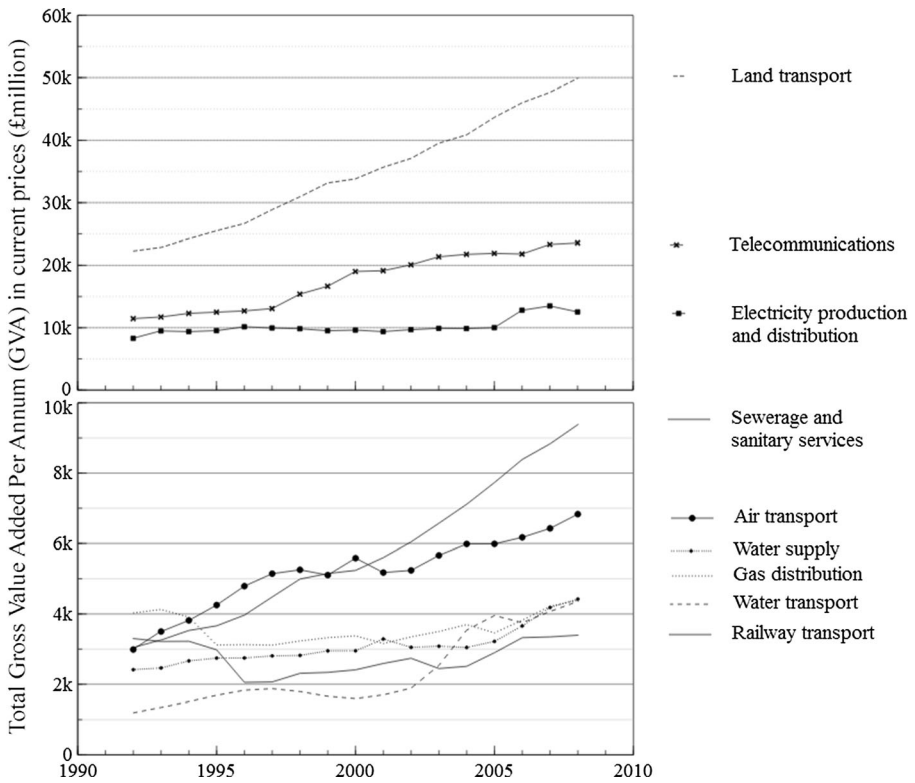 Total Gross Value Added Per Annum (GVA) in current prices (£million)
60k
50k
40k
30k
20k
10k
0
10k
8k
6k
4k
2k
0
1990
1995
2000
2005
2010
Land transport
Telecommunications
Electricity production
and distribution
Sewerage and
sanitary services
Air transport
Water supply
Gas distribution
Water transport
Railway transport